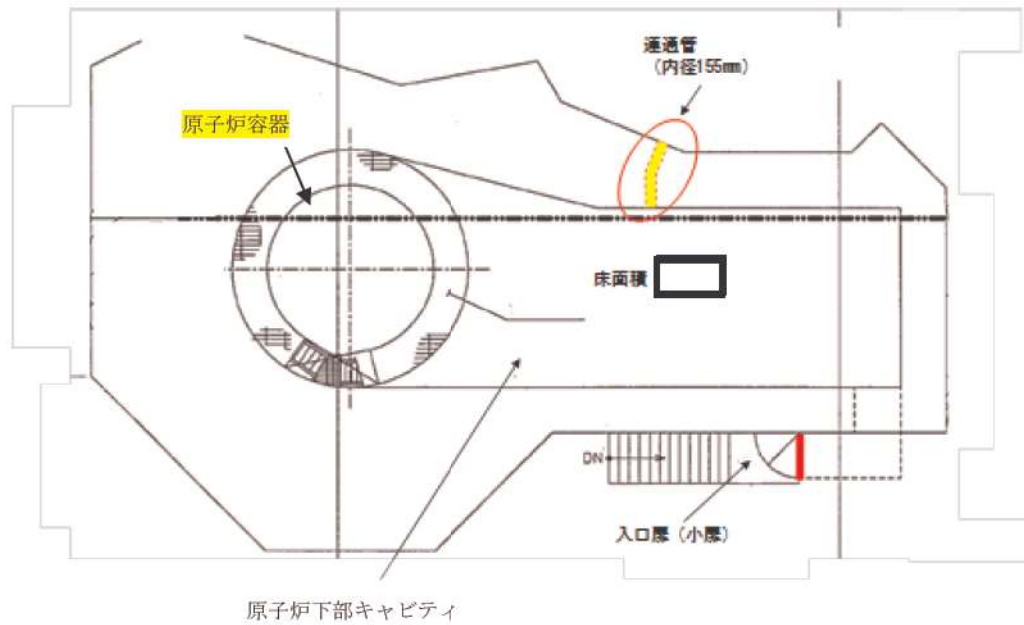 連通管
（内径155mm）
原子炉容器
床面積
DN
入口扉（小扉）
原子炉下部キャビティ